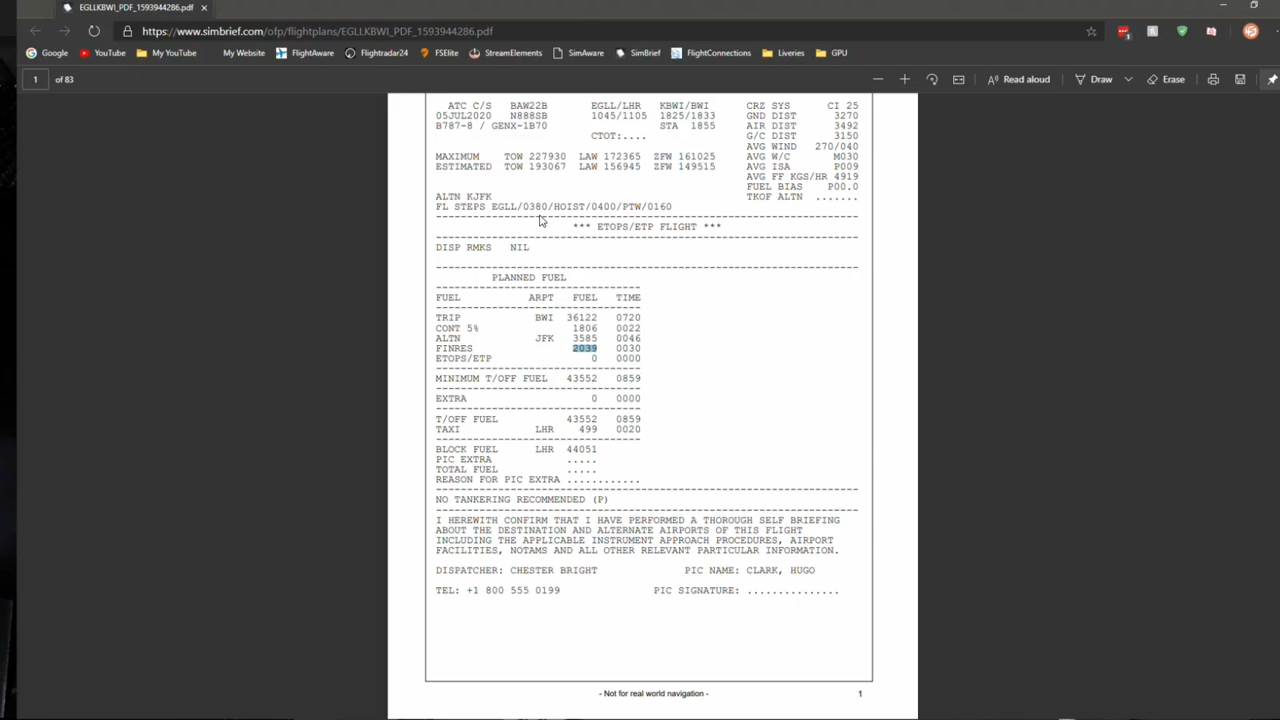 EGLLKBWI_PDF_1593944286.pdf
https://www.simbrief.com/ofp/flightplans/EGLLKBWI_PDF_1593944286.pdf
Google YouTube My YouTube My Website FlightAware Flightradar24 FSElite StreamElements SimAware SimBrief FlightConnections Liveries GPU
1 of 83 Read aloud Draw Erase
ATC C/S BAW22B EGLL/LHR KBWI/BWI CRZ SYS CI 25
05JUL2020 N888SB 1045/1105 1825/1833 GND DIST 3270
B787-8 / GENX-1B70 STA 1855 AIR DIST 3492
CTOT:.... G/C DIST 3150
AVG WIND 270/040
MAXIMUM TOW 227930 LAW 172365 ZFW 161025 AVG W/C M030
ESTIMATED TOW 193067 LAW 156945 ZFW 149515 AVG ISA P009
AVG FF KGS/HR 4919
FUEL BIAS P00.0
ALTN KJFK TKOF ALTN .......
FL STEPS EGLL/0380/HOIST/0400/PTW/0160
*** ETOPS/ETP FLIGHT ***
DISP RMKS NIL
PLANNED FUEL
FUEL ARPT FUEL TIME
TRIP BWI 36122 0720
CONT 5% 1806 0022
ALTN JFK 3585 0046
FINRES 2039 0030
ETOPS/ETP 0 0000
MINIMUM T/OFF FUEL 43552 0859
EXTRA 0 0000
T/OFF FUEL 43552 0859
TAXI LHR 499 0020
BLOCK FUEL LHR 44051
PIC EXTRA .....
TOTAL FUEL .....
REASON FOR PIC EXTRA ............
NO TANKERING RECOMMENDED (P)
I HEREWITH CONFIRM THAT I HAVE PERFORMED A THOROUGH SELF BRIEFING
ABOUT THE DESTINATION AND ALTERNATE AIRPORTS OF THIS FLIGHT
INCLUDING THE APPLICABLE INSTRUMENT APPROACH PROCEDURES, AIRPORT
FACILITIES, NOTAMS AND ALL OTHER RELEVANT PARTICULAR INFORMATION.
DISPATCHER: CHESTER BRIGHT PIC NAME: CLARK, HUGO
TEL: +1 800 555 0199 PIC SIGNATURE: ...............
- Not for real world navigation - 1